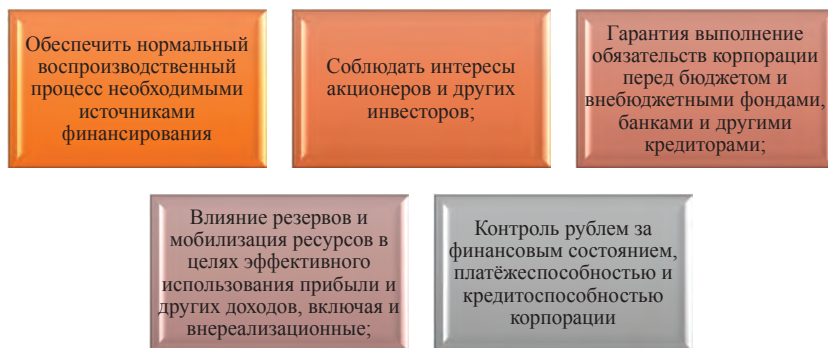 Обеспечить нормальный
воспроизводственный
процесс необходимыми
источниками
финансирования
Соблюдать интересы
акционеров и других
инвесторов;
Гарантия выполнение
обязательств корпорации
перед бюджетом и
внебюджетными фондами,
банками и другими
кредиторами;
Влияние резервов и
мобилизация ресурсов в
целях эффективного
использования прибыли и
других доходов, включая и
внереализационные;
Контроль рублем за
финансовым состоянием,
платёжеспособностью и
кредитоспособностью
корпорации